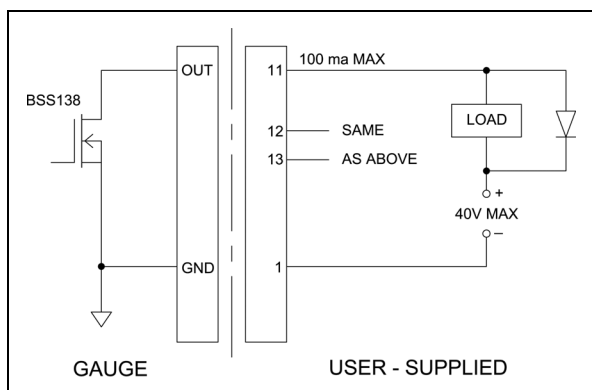 BSS138
OUT
GND
GAUGE
11
100 ma MAX
12
SAME
13
AS ABOVE
LOAD
+
40V MAX
–
1
USER - SUPPLIED